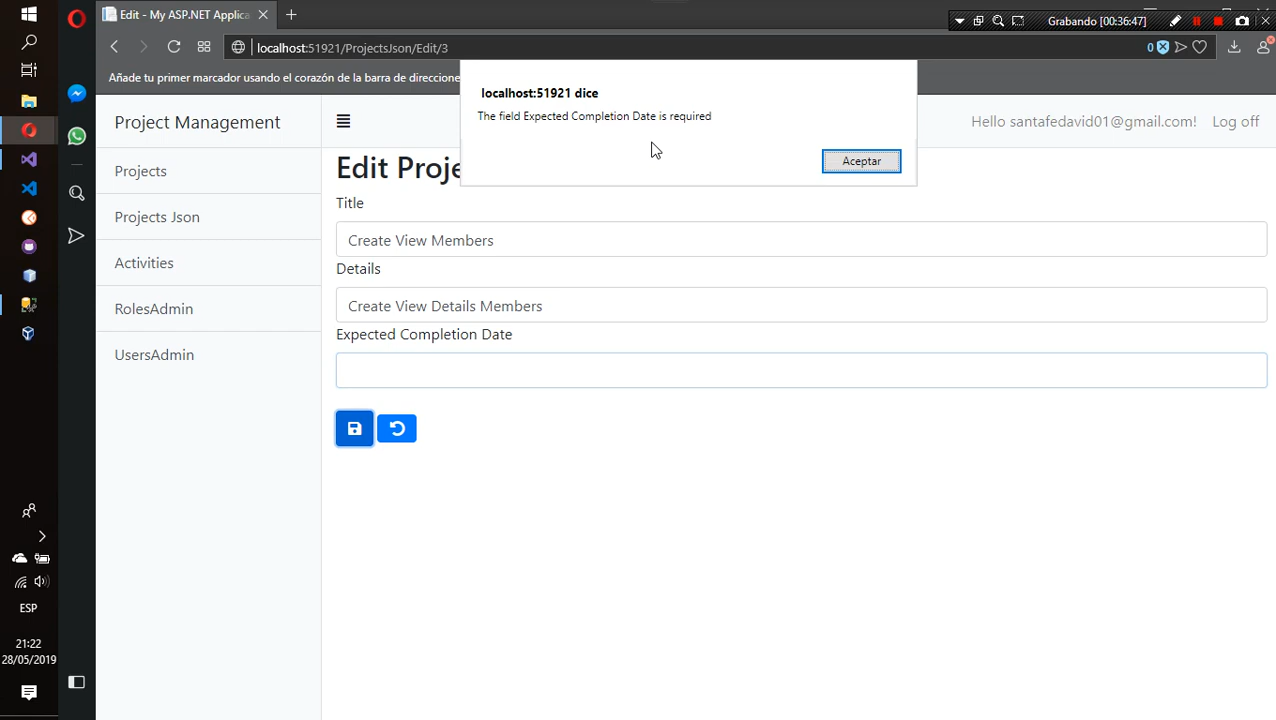 Edit - My ASP.NET Applica
Grabando [00:36:47]
localhost:51921/ProjectsJson/Edit/3
0
Añade tu primer marcador usando el corazón de la barra de direccione
localhost:51921 dice
The field Expected Completion Date is required
Aceptar
Project Management
Hello santafedavid01@gmail.com!
Log off
Projects
Projects Json
Activities
RolesAdmin
UsersAdmin
Edit Proje
Title
Create View Members
Details
Create View Details Members
Expected Completion Date
ESP
21:22
28/05/2019